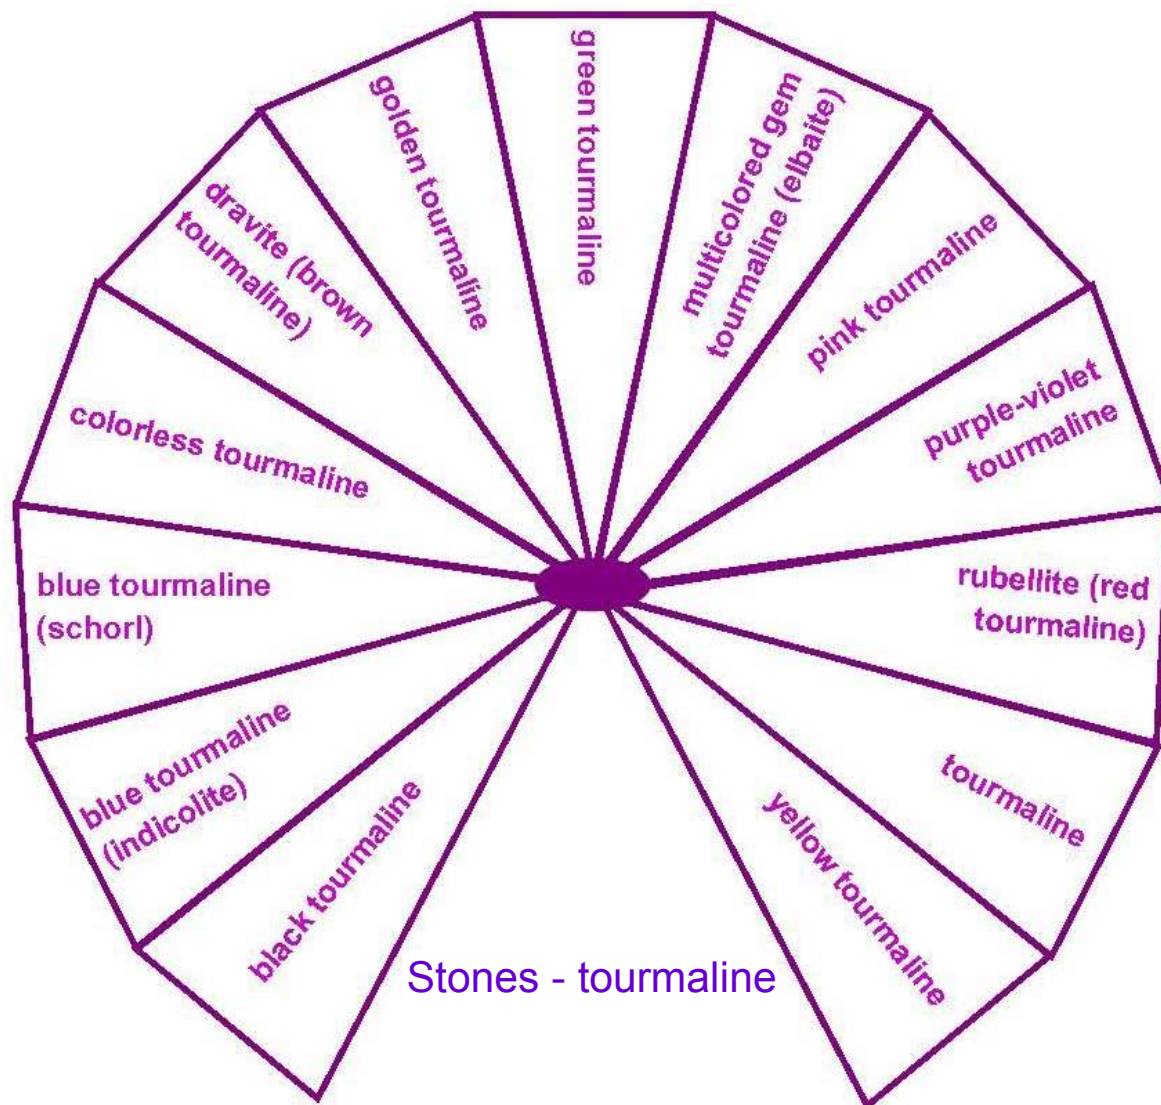 black tourmaline
blue tourmaline
(indicolite)
blue tourmaline
(schorl)
colorless tourmaline
dravite (brown
tourmaline)
golden tourmaline
green tourmaline
multicolored gem
tourmaline (elbaite)
pink tourmaline
purple-violet
tourmaline
rubellite (red
tourmaline)
tourmaline
yellow tourmaline
Stones - tourmaline